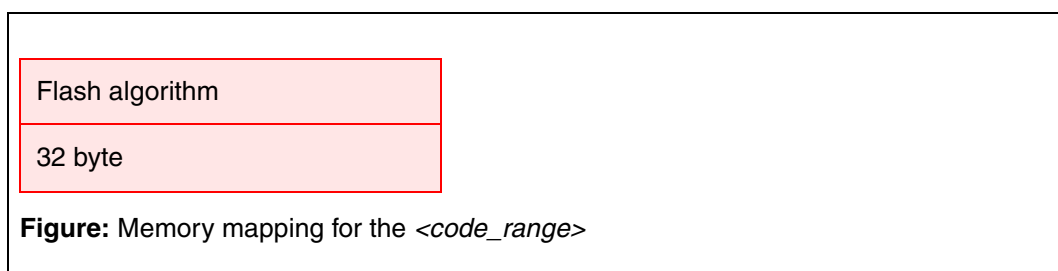 Flash algorithm
32 byte
Figure: Memory mapping for the <code_range>